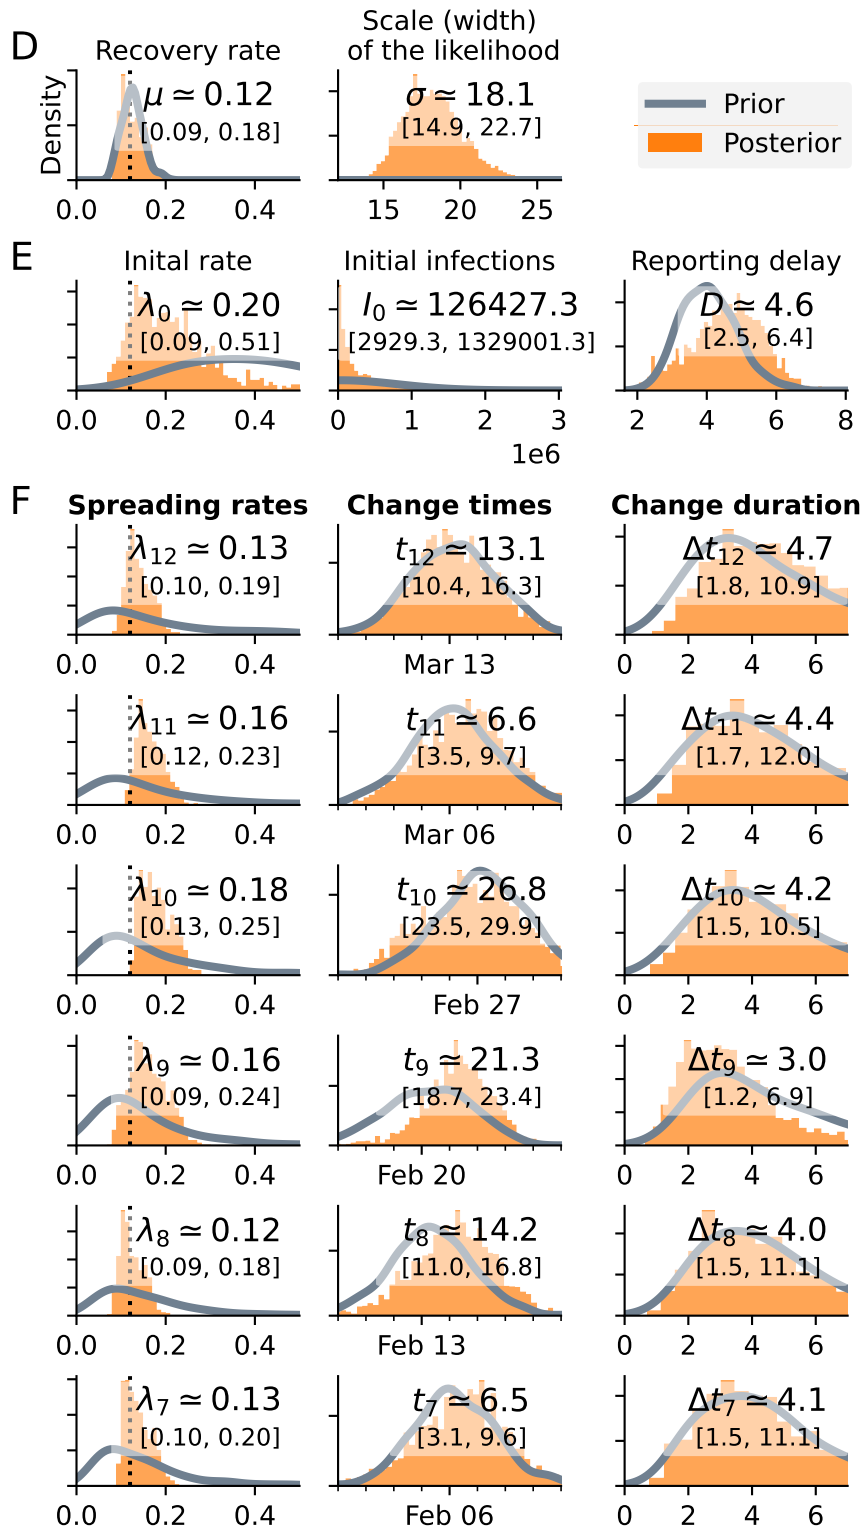 D
Recovery rate
Scale (width)
of the likelihood
Density
μ ≃ 0.12
[0.09, 0.18]
σ ≃ 18.1
[14.9, 22.7]
Prior
Posterior
0.0 0.2 0.4
15 20 25
E
Inital rate
Initial infections
Reporting delay
λ0 ≃ 0.20
[0.09, 0.51]
I0 ≃ 126427.3
[2929.3, 1329001.3]
D ≃ 4.6
[2.5, 6.4]
0.0 0.2 0.4
0 1 2 3
1e6
2 4 6 8
F
Spreading rates
Change times
Change duration
λ12 ≃ 0.13
[0.10, 0.19]
t12 ≃ 13.1
[10.4, 16.3]
Δt12 ≃ 4.7
[1.8, 10.9]
0.0 0.2 0.4
Mar 13
0 2 4 6
λ11 ≃ 0.16
[0.12, 0.23]
t11 ≃ 6.6
[3.5, 9.7]
Δt11 ≃ 4.4
[1.7, 12.0]
0.0 0.2 0.4
Mar 06
0 2 4 6
λ10 ≃ 0.18
[0.13, 0.25]
t10 ≃ 26.8
[23.5, 29.9]
Δt10 ≃ 4.2
[1.5, 10.5]
0.0 0.2 0.4
Feb 27
0 2 4 6
λ9 ≃ 0.16
[0.09, 0.24]
t9 ≃ 21.3
[18.7, 23.4]
Δt9 ≃ 3.0
[1.2, 6.9]
0.0 0.2 0.4
Feb 20
0 2 4 6
λ8 ≃ 0.12
[0.09, 0.18]
t8 ≃ 14.2
[11.0, 16.8]
Δt8 ≃ 4.0
[1.5, 11.1]
0.0 0.2 0.4
Feb 13
0 2 4 6
λ7 ≃ 0.13
[0.10, 0.20]
t7 ≃ 6.5
[3.1, 9.6]
Δt7 ≃ 4.1
[1.5, 11.1]
0.0 0.2 0.4
Feb 06
0 2 4 6